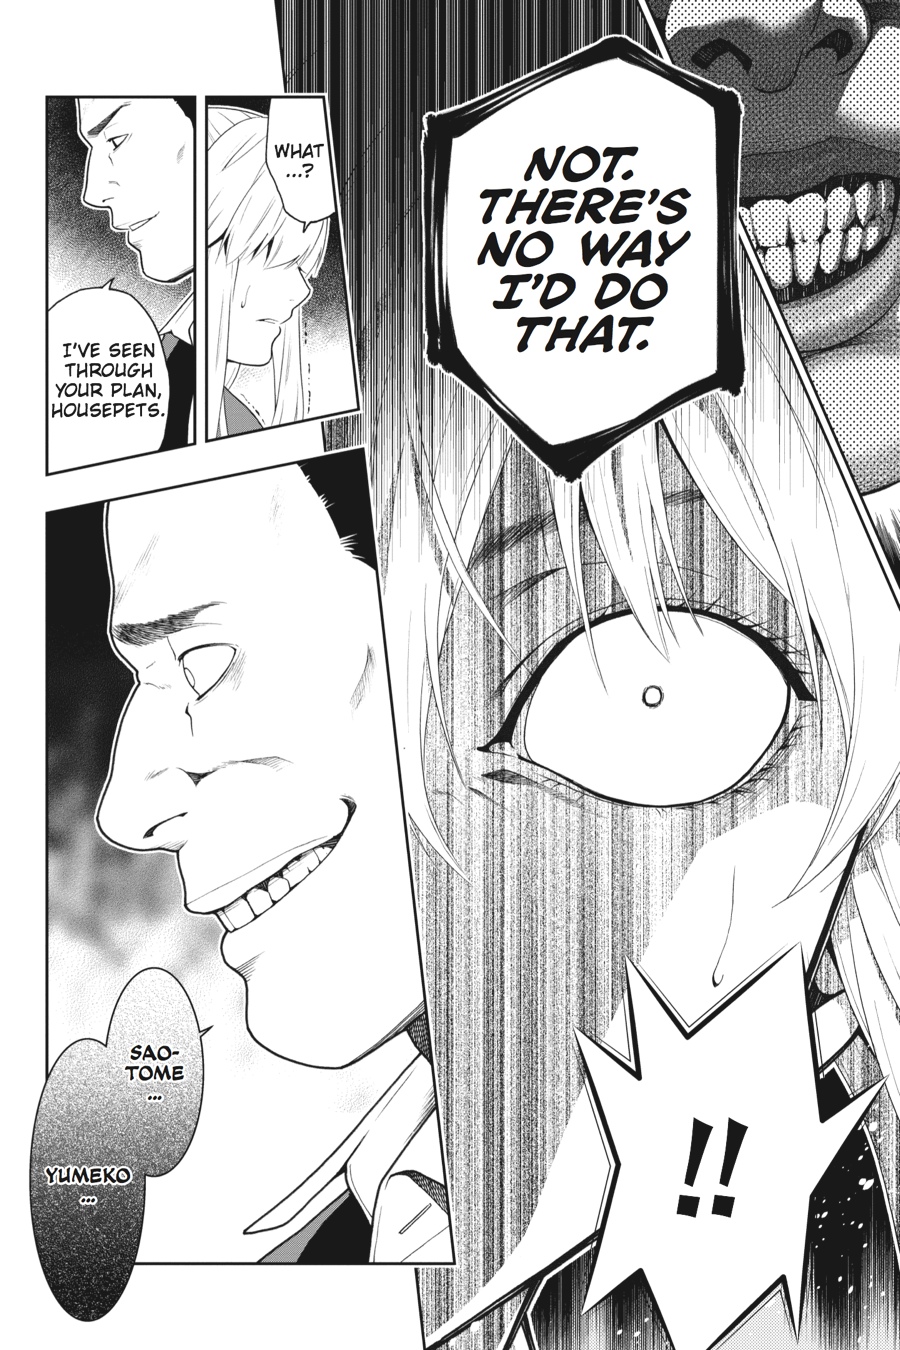 NOT.
THERE'S
NO WAY
I'D DO
THAT.
WHAT
...?
I'VE SEEN
THROUGH
YOUR PLAN,
HOUSEPETS.
!!
SAO-
TOME
...
YUMEKO
...